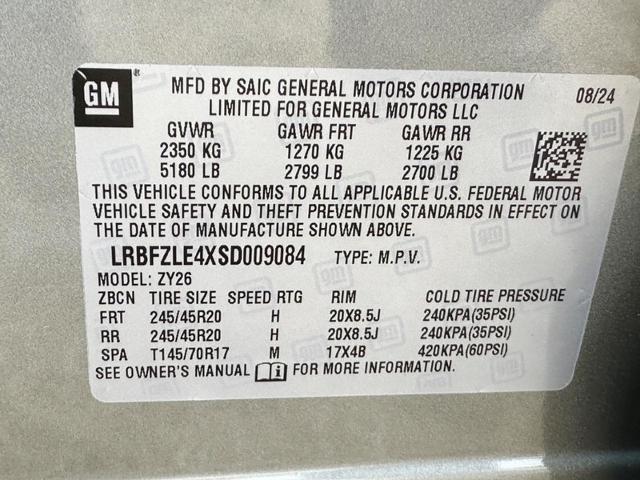 GM
MFD BY SAIC GENERAL MOTORS CORPORATION 08/24
LIMITED FOR GENERAL MOTORS LLC
GVWR GAWR FRT GAWR RR
2350 KG 1270 KG 1225 KG
5180 LB 2799 LB 2700 LB
THIS VEHICLE CONFORMS TO ALL APPLICABLE U.S. FEDERAL MOTOR
VEHICLE SAFETY AND THEFT PREVENTION STANDARDS IN EFFECT ON
THE DATE OF MANUFACTURE SHOWN ABOVE.
LRBFZLE4XSD009084 TYPE: M.P.V.
MODEL: ZY26
ZBCN TIRE SIZE SPEED RTG RIM COLD TIRE PRESSURE
FRT 245/45R20 H 20X8.5J 240KPA(35PSI)
RR 245/45R20 H 20X8.5J 240KPA(35PSI)
SPA T145/70R17 M 17X4B 420KPA(60PSI)
SEE OWNER'S MANUAL i FOR MORE INFORMATION.